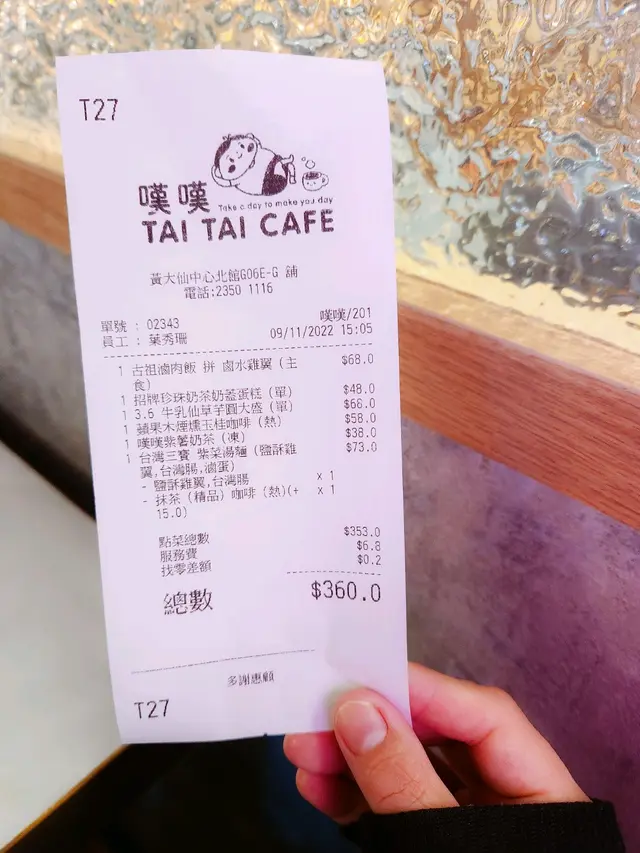 T27
嘆嘆
Take a day to make you day
TAI TAI CAFE
黃大仙中心北館G06E-G 舖
電話:2350 1116
單號 : 02343 嘆嘆/201
員工 : 葉秀珊 09/11/2022 15:05
1 古祖滷肉飯 拼 滷水雞翼 (主 $68.0
食)
1 招牌珍珠奶茶奶蓋蛋糕 (單) $48.0
1 3.6 牛乳仙草芋圓大盛 (單) $66.0
1 蘋果木煙燻玉桂咖啡 (熱) $58.0
1 嘆嘆紫薯奶茶 (凍) $38.0
1 台灣三寶 紫菜湯麵 (鹽酥雞 $73.0
翼,台灣腸,滷蛋)
- 鹽酥雞翼,台灣腸 x 1
- 抹茶 (精品) 咖啡 (熱)(+ x 1
15.0)
點菜總數 $353.0
服務費 $6.8
找零差額 $0.2
總數 $360.0
多謝惠顧
T27